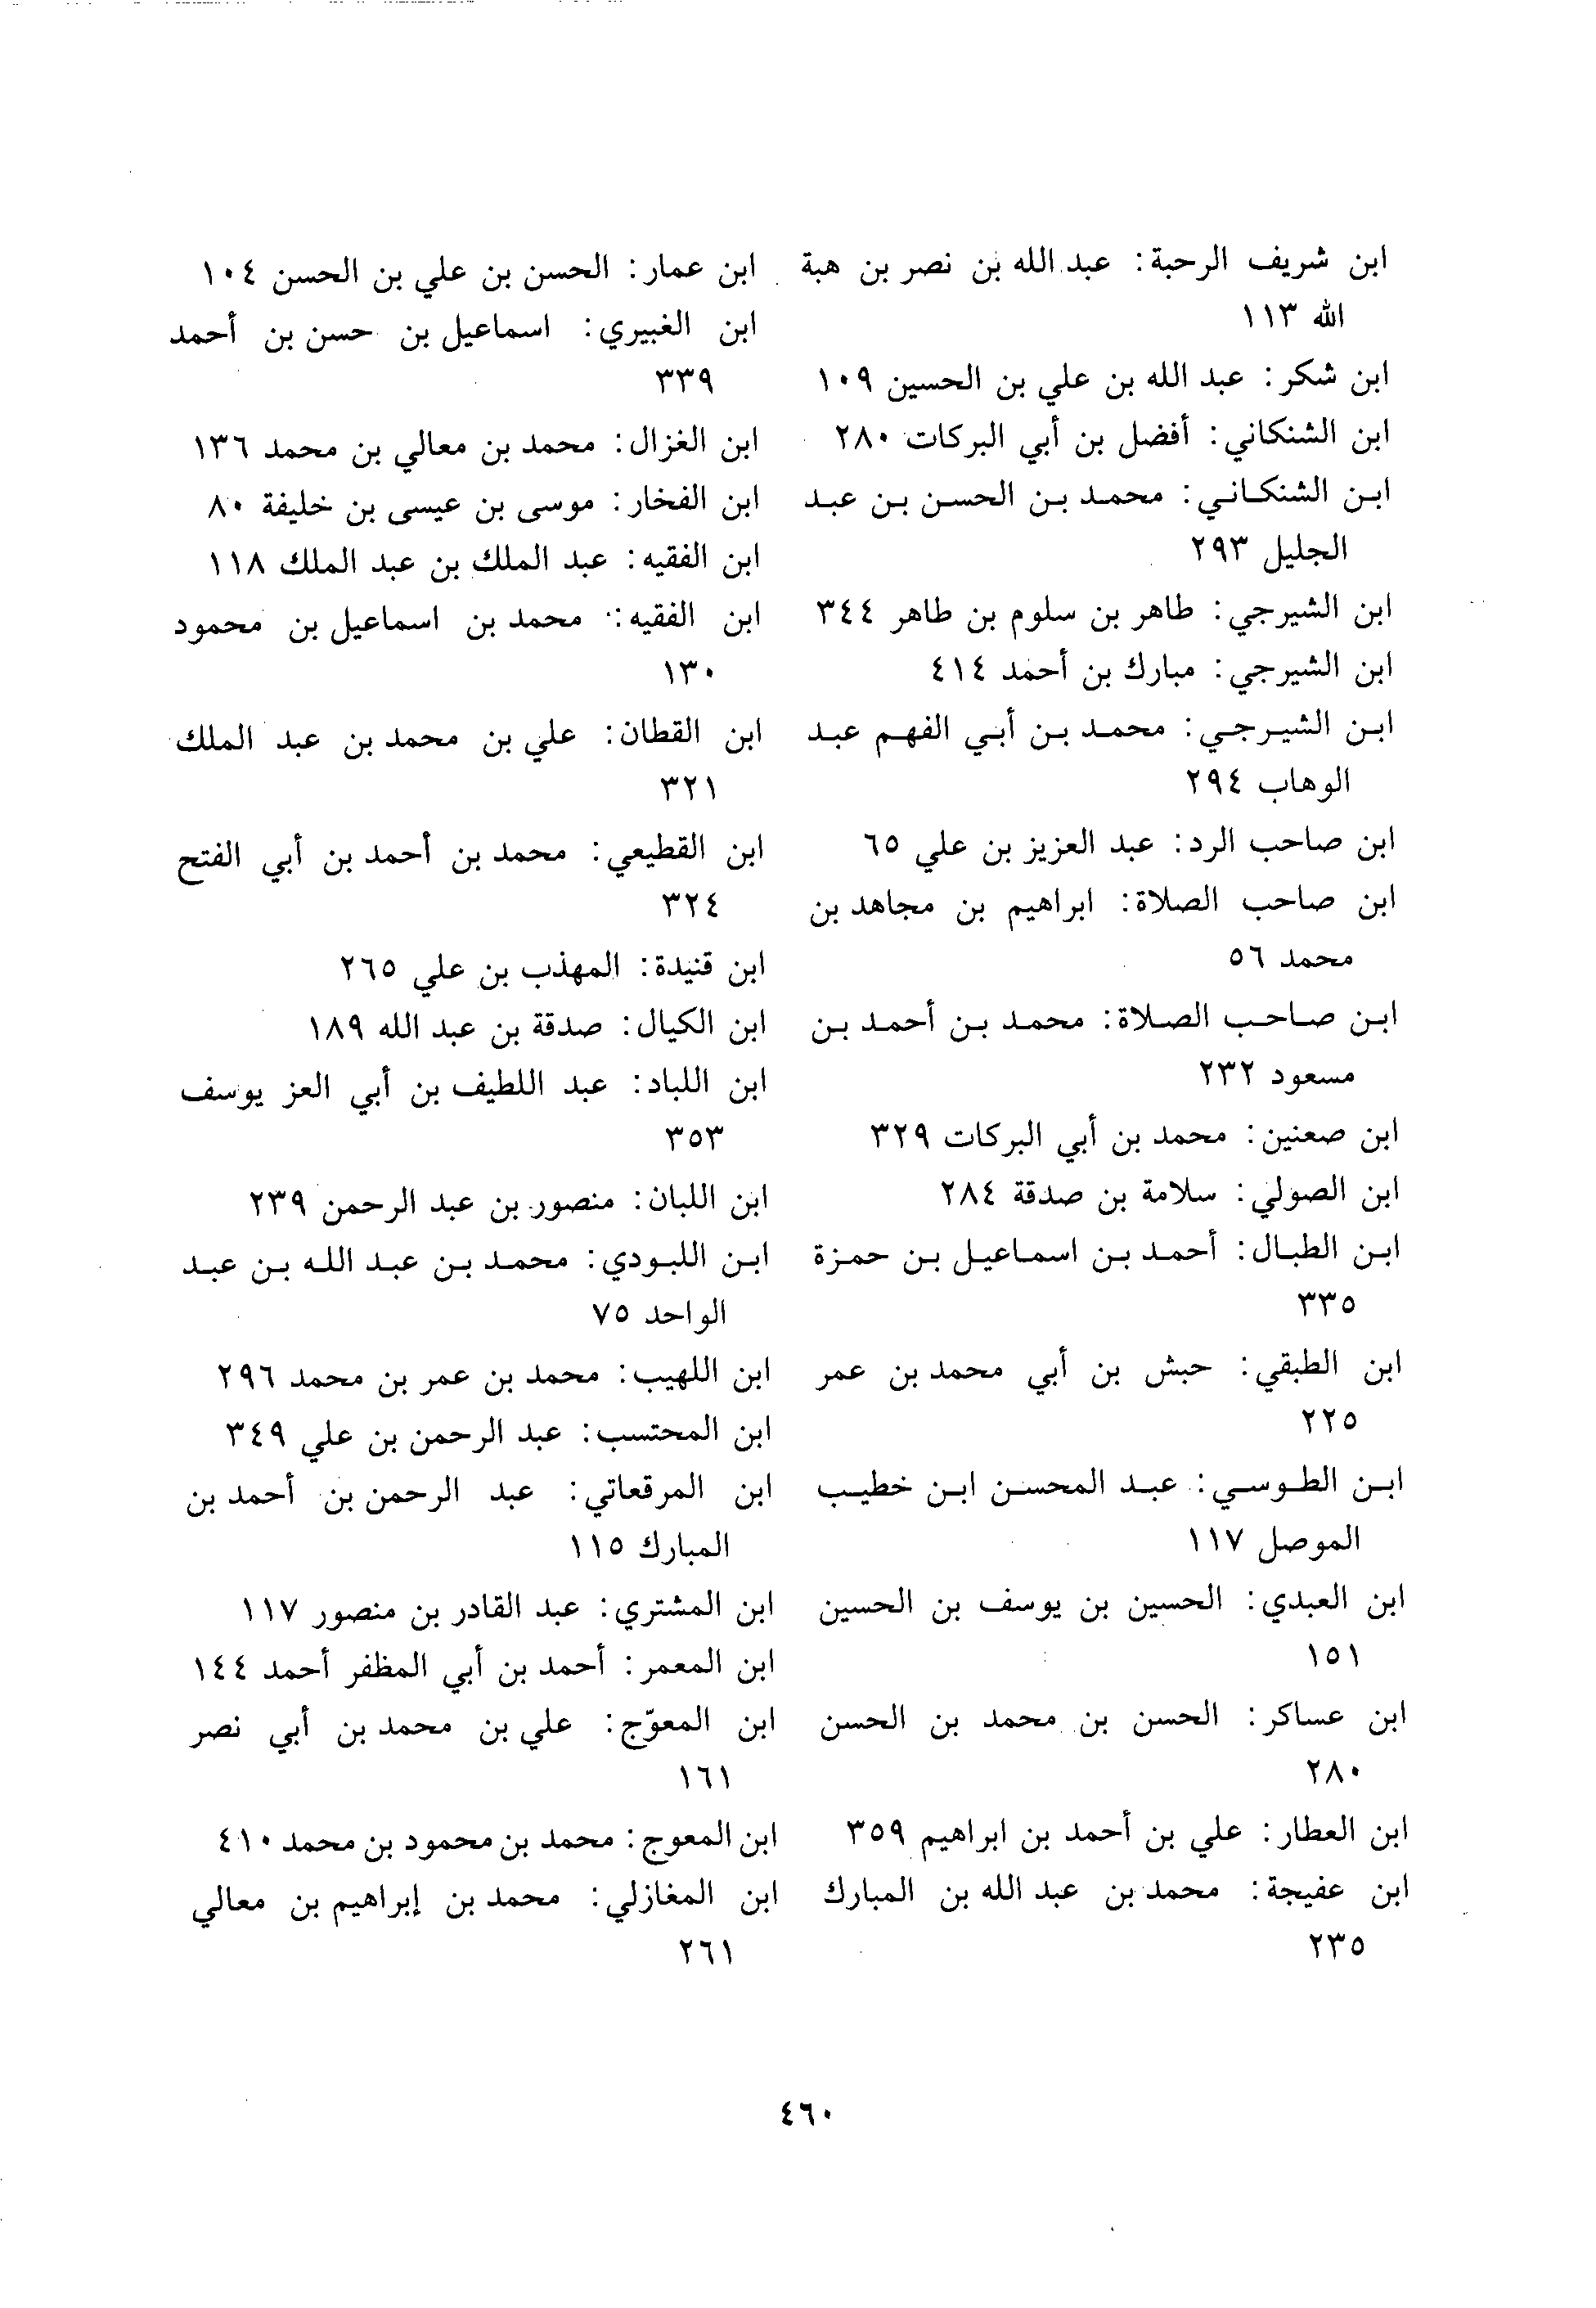 ابن شريف الرحبة: عبد الله بن نصر بن هبة
الله ١١٣
ابن شكر: عبد الله بن علي بن الحسين ١٠٩
ابن الشنكاني: أفضل بن أبي البركات ٢٨٠
ابن الشنكاني: محمد بن الحسن بن عبد
الجليل ٢٩٣
ابن الشيرجي: طاهر بن سلوم بن طاهر ٣٤٤
ابن الشيرجي: مبارك بن أحمد ٤١٤
ابن الشيرجي: محمد بن أبي الفهم عبد
الوهاب ٢٩٤
ابن صاحب الرد: عبد العزيز بن علي ٦٥
ابن صاحب الصلاة: ابراهيم بن مجاهد بن
محمد ٥٦
ابن صاحب الصلاة: محمد بن أحمد بن
مسعود ٢٣٢
ابن صعنين: محمد بن أبي البركات ٣٢٩
ابن الصولي: سلامة بن صدقة ٢٨٤
ابن الطبال: أحمد بن اسماعيل بن حمزة
٣٣٥
ابن الطبقي: حبش بن أبي محمد بن عمر
٢٢٥
ابن الطوسي: عبد المحسن ابن خطيب
الموصل ١١٧
ابن العبدي: الحسين بن يوسف بن الحسين
١٥١
ابن عساكر: الحسن بن محمد بن الحسن
٢٨٠
ابن العطار: علي بن أحمد بن ابراهيم ٣٥٩
ابن عفيجة: محمد بن عبد الله بن المبارك
٢٣٥
ابن عمار: الحسن بن علي بن الحسن ١٠٤
ابن الغبيري: اسماعيل بن حسن بن أحمد
٣٣٩
ابن الغزال: محمد بن معالي بن محمد ١٣٦
ابن الفخار: موسى بن عيسى بن خليفة ٨٠
ابن الفقيه: عبد الملك بن عبد الملك ١١٨
ابن الفقيه: محمد بن اسماعيل بن محمود
١٣٠
ابن القطان: علي بن محمد بن عبد الملك
٣٢١
ابن القطيعي: محمد بن أحمد بن أبي الفتح
٣٢٤
ابن قنيدة: المهذب بن علي ٢٦٥
ابن الكيال: صدقة بن عبد الله ١٨٩
ابن اللباد: عبد اللطيف بن أبي العز يوسف
٣٥٣
ابن اللبان: منصور بن عبد الرحمن ٢٣٩
ابن اللبودي: محمد بن عبد الله بن عبد
الواحد ٧٥
ابن اللهيب: محمد بن عمر بن محمد ٢٩٦
ابن المحتسب: عبد الرحمن بن علي ٣٤٩
ابن المرقعاتي: عبد الرحمن بن أحمد بن
المبارك ١١٥
ابن المشتري: عبد القادر بن منصور ١١٧
ابن المعمر: أحمد بن أبي المظفر أحمد ١٤٤
ابن المعوّج: علي بن محمد بن أبي نصر
١٦١
ابن المعوج: محمد بن محمود بن محمد ٤١٠
ابن المغازلي: محمد بن إبراهيم بن معالي
٢٦١
٤٦٠